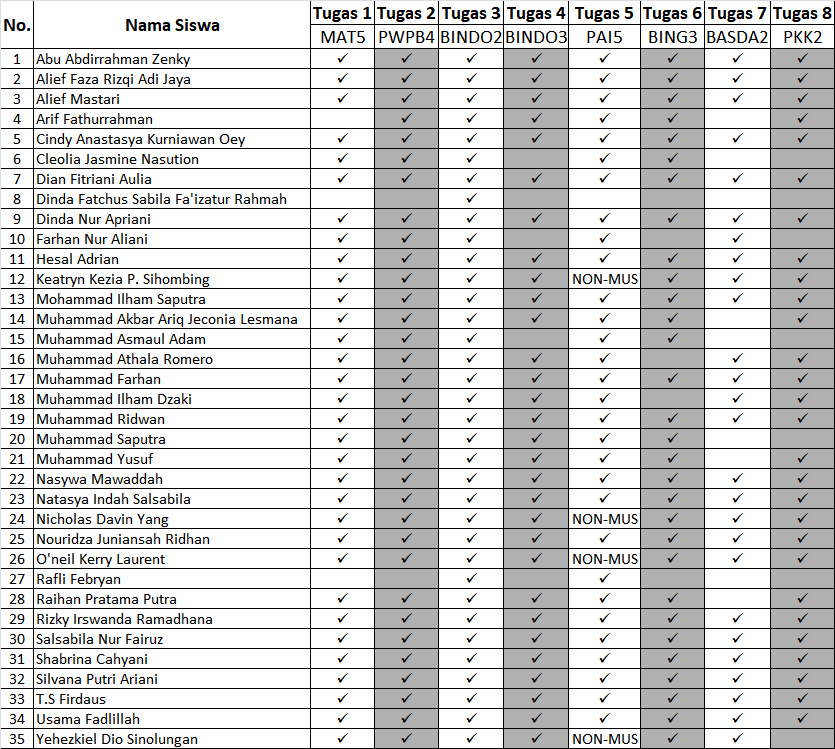 No. Nama Siswa Tugas 1 Tugas 2 Tugas 3 Tugas 4 Tugas 5 Tugas 6 Tugas 7 Tugas 8
MAT5 PWPB4 BINDO2 BINDO3 PAI5 BING3 BASDA2 PKK2
1 Abu Abdirrahman Zenky ✓ ✓ ✓ ✓ ✓ ✓ ✓ ✓
2 Alief Faza Rizqi Adi Jaya ✓ ✓ ✓ ✓ ✓ ✓ ✓ ✓
3 Alief Mastari ✓ ✓ ✓ ✓ ✓ ✓ ✓ ✓
4 Arif Fathurrahman ✓ ✓ ✓ ✓ ✓ ✓
5 Cindy Anastasya Kurniawan Oey ✓ ✓ ✓ ✓ ✓ ✓ ✓ ✓
6 Cleolia Jasmine Nasution ✓ ✓ ✓ ✓ ✓
7 Dian Fitriani Aulia ✓ ✓ ✓ ✓ ✓ ✓ ✓ ✓
8 Dinda Fatchus Sabila Fa'izatur Rahmah ✓
9 Dinda Nur Apriani ✓ ✓ ✓ ✓ ✓ ✓ ✓ ✓
10 Farhan Nur Aliani ✓ ✓ ✓ ✓ ✓
11 Hesal Adrian ✓ ✓ ✓ ✓ ✓ ✓ ✓ ✓
12 Keatryn Kezia P. Sihombing ✓ ✓ ✓ ✓ NON-MUS ✓ ✓ ✓
13 Mohammad Ilham Saputra ✓ ✓ ✓ ✓ ✓ ✓ ✓ ✓
14 Muhammad Akbar Ariq Jeconia Lesmana ✓ ✓ ✓ ✓ ✓ ✓ ✓
15 Muhammad Asmaul Adam ✓ ✓ ✓ ✓ ✓
16 Muhammad Athala Romero ✓ ✓ ✓ ✓ ✓ ✓ ✓
17 Muhammad Farhan ✓ ✓ ✓ ✓ ✓ ✓ ✓ ✓
18 Muhammad Ilham Dzaki ✓ ✓ ✓ ✓ ✓ ✓ ✓
19 Muhammad Ridwan ✓ ✓ ✓ ✓ ✓ ✓ ✓ ✓
20 Muhammad Saputra ✓ ✓ ✓ ✓ ✓ ✓
21 Muhammad Yusuf ✓ ✓ ✓ ✓ ✓ ✓ ✓
22 Nasywa Mawaddah ✓ ✓ ✓ ✓ ✓ ✓ ✓ ✓
23 Natasya Indah Salsabila ✓ ✓ ✓ ✓ ✓ ✓ ✓ ✓
24 Nicholas Davin Yang ✓ ✓ ✓ ✓ NON-MUS ✓ ✓ ✓
25 Nouridza Juniansah Ridhan ✓ ✓ ✓ ✓ ✓ ✓ ✓ ✓
26 O'neil Kerry Laurent ✓ ✓ ✓ ✓ NON-MUS ✓ ✓ ✓
27 Rafli Febryan ✓ ✓
28 Raihan Pratama Putra ✓ ✓ ✓ ✓ ✓ ✓ ✓
29 Rizky Irswanda Ramadhana ✓ ✓ ✓ ✓ ✓ ✓ ✓ ✓
30 Salsabila Nur Fairuz ✓ ✓ ✓ ✓ ✓ ✓ ✓ ✓
31 Shabrina Cahyani ✓ ✓ ✓ ✓ ✓ ✓ ✓ ✓
32 Silvana Putri Ariani ✓ ✓ ✓ ✓ ✓ ✓ ✓ ✓
33 T.S Firdaus ✓ ✓ ✓ ✓ ✓ ✓ ✓ ✓
34 Usama Fadlillah ✓ ✓ ✓ ✓ ✓ ✓ ✓ ✓
35 Yehezkiel Dio Sinolungan ✓ ✓ ✓ ✓ NON-MUS ✓ ✓